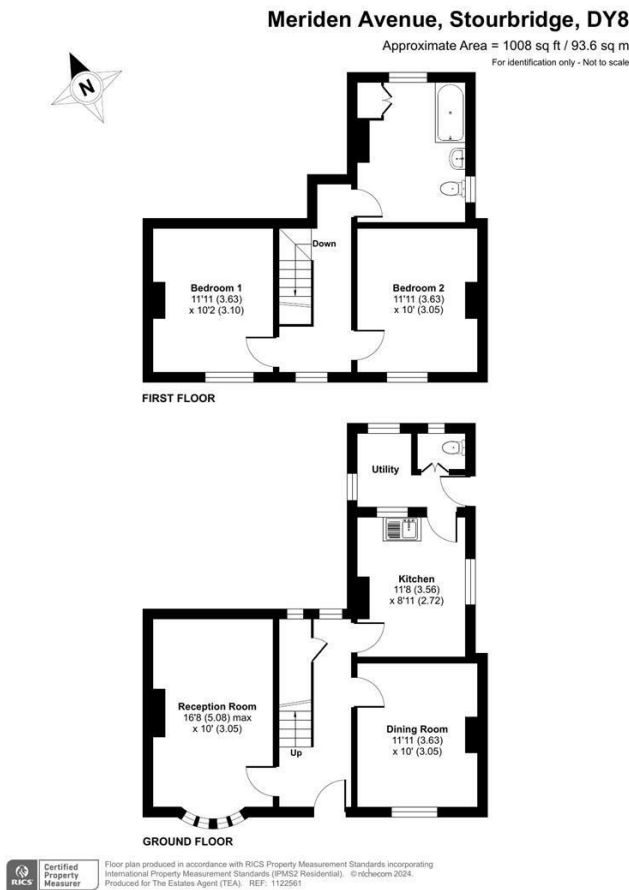 Meriden Avenue, Stourbridge, DY8
Approximate Area = 1008 sq ft / 93.6 sq m
For identification only - Not to scale
N
Down
Bedroom 1
11'11 (3.63)
x 10'2 (3.10)
Bedroom 2
11'11 (3.63)
x 10' (3.05)
FIRST FLOOR
Utility
Kitchen
11'8 (3.56)
x 8'11 (2.72)
Reception Room
16'8 (5.08) max
x 10' (3.05)
Up
Dining Room
11'11 (3.63)
x 10' (3.05)
GROUND FLOOR
RICS
Certified
Property
Measurer
Floor plan produced in accordance with RICS Property Measurement Standards incorporating
International Property Measurement Standards (IPMS2 Residential). © nichecom 2024.
Produced for The Estates Agent (TEA). REF: 1122561